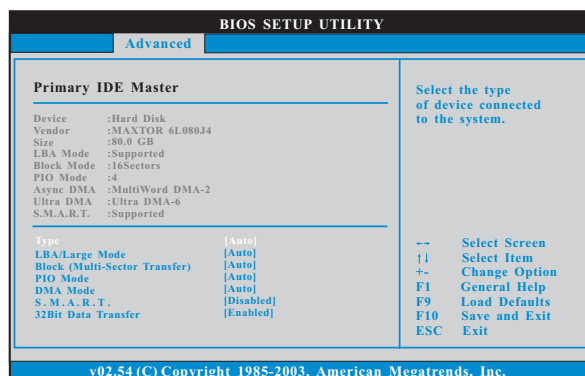 BIOS SETUP UTILITY
Advanced
Primary IDE Master
Device :Hard Disk
Vendor :MAXTOR 6L080J4
Size :80.0 GB
LBA Mode :Supported
Block Mode :16Sectors
PIO Mode :4
Async DMA :MultiWord DMA-2
Ultra DMA :Ultra DMA-6
S.M.A.R.T. :Supported
Type [Auto]
LBA/Large Mode [Auto]
Block (Multi-Sector Transfer) [Auto]
PIO Mode [Auto]
DMA Mode [Auto]
S.M.A.R.T. [Disabled]
32Bit Data Transfer [Enabled]
Select the type
of device connected
to the system.
←→ Select Screen
↑↓ Select Item
+- Change Option
F1 General Help
F9 Load Defaults
F10 Save and Exit
ESC Exit
v02.54 (C) Copyright 1985-2003, American Megatrends, Inc.